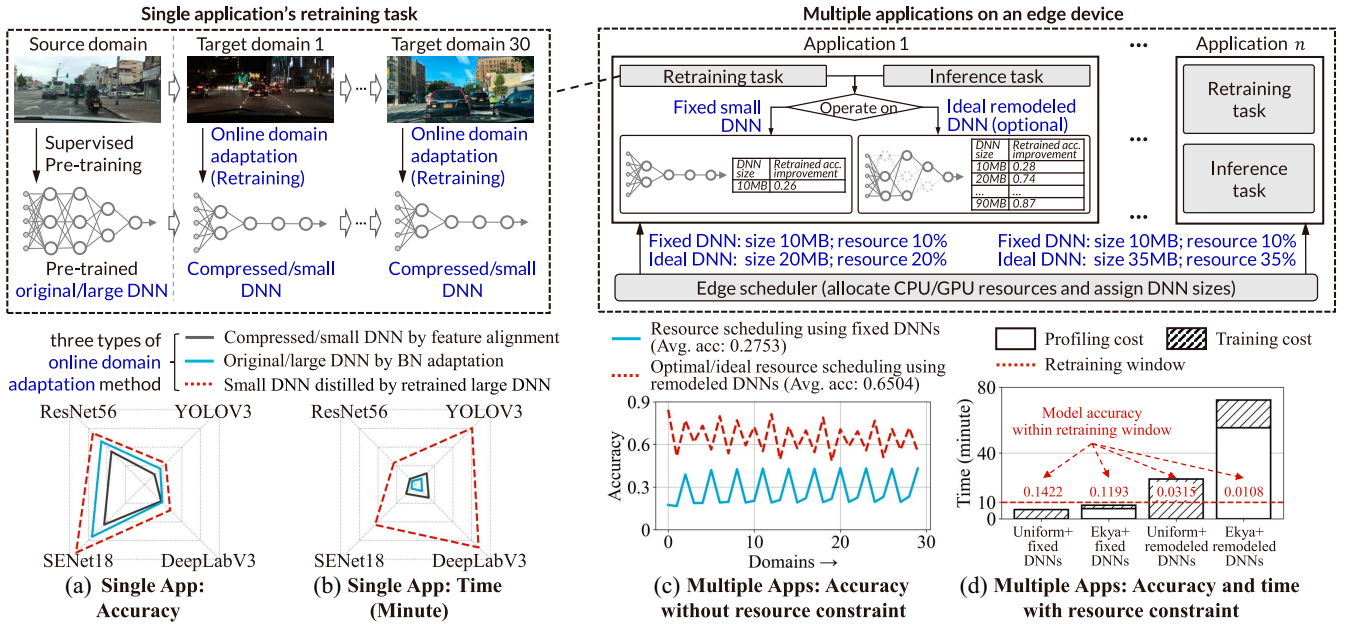 Single application's retraining task
Source domain
Target domain 1
Target domain 30
...
Supervised
Pre-training
Online domain
adaptation
(Retraining)
Online domain
adaptation
(Retraining)
...
Pre-trained
original/large DNN
Compressed/small
DNN
Compressed/small
DNN
Multiple applications on an edge device
Application 1
...
Application n
Retraining task
Inference task
Operate on
Fixed small
DNN
Ideal remodeled
DNN (optional)
DNN size | Retrained acc. improvement
10MB | 0.26
DNN size | Retrained acc. improvement
10MB | 0.28
20MB | 0.74
... | ...
90MB | 0.87
...
...
Retraining
task
Inference
task
Fixed DNN: size 10MB; resource 10%
Ideal DNN: size 20MB; resource 20%
Fixed DNN: size 10MB; resource 10%
Ideal DNN: size 35MB; resource 35%
Edge scheduler (allocate CPU/GPU resources and assign DNN sizes)
three types of
online domain
adaptation method
Compressed/small DNN by feature alignment
Original/large DNN by BN adaptation
Small DNN distilled by retrained large DNN
ResNet56
YOLOV3
SENet18
DeepLabV3
(a) Single App:
Accuracy
ResNet56
YOLOV3
SENet18
DeepLabV3
(b) Single App: Time
(Minute)
Resource scheduling using fixed DNNs
(Avg. acc: 0.2753)
Optimal/ideal resource scheduling using
remodeled DNNs (Avg. acc: 0.6504)
Accuracy
0.9
0.6
0.3
0
0
10
20
30
Domains →
(c) Multiple Apps: Accuracy
without resource constraint
Profiling cost
Training cost
Retraining window
Time (minute)
80
40
10
0
Model accuracy
within retraining window
0.1422
0.1193
0.0315
0.0108
Uniform+
fixed
DNNs
Ekya+
fixed
DNNs
Uniform+
remodeled
DNNs
Ekya+
remodeled
DNNs
(d) Multiple Apps: Accuracy and time
with resource constraint